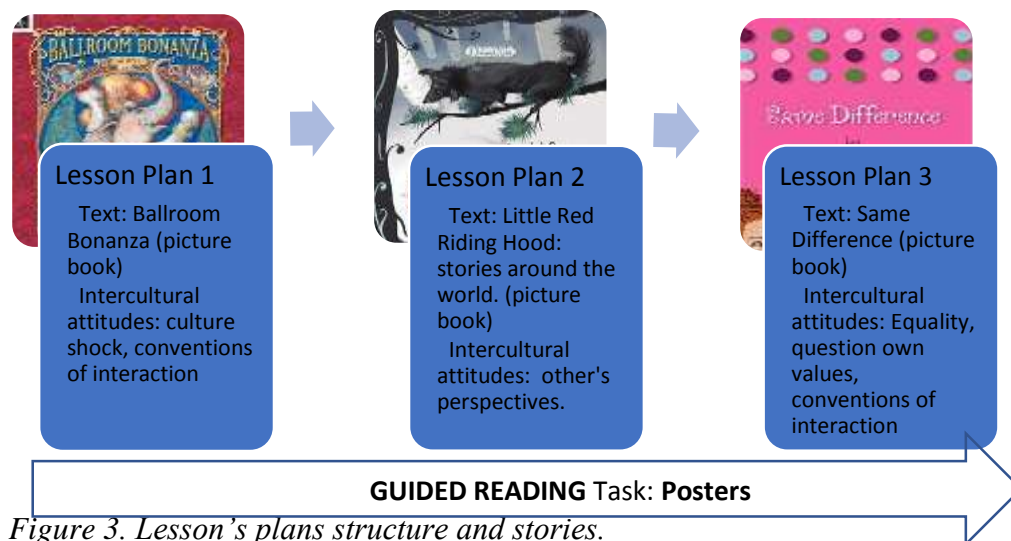 BALLROOM BONANZA
Same Difference
Lesson Plan 1
Text: Ballroom
Bonanza (picture
book)
Intercultural
attitudes: culture
shock, conventions
of interaction
Lesson Plan 2
Text: Little Red
Riding Hood:
stories around the
world. (picture
book)
Intercultural
attitudes:  other's
perspectives.
Lesson Plan 3
Text: Same
Difference (picture
book)
Intercultural
attitudes: Equality,
question own
values,
conventions of
interaction
GUIDED READING Task: Posters
Figure 3. Lesson’s plans structure and stories.